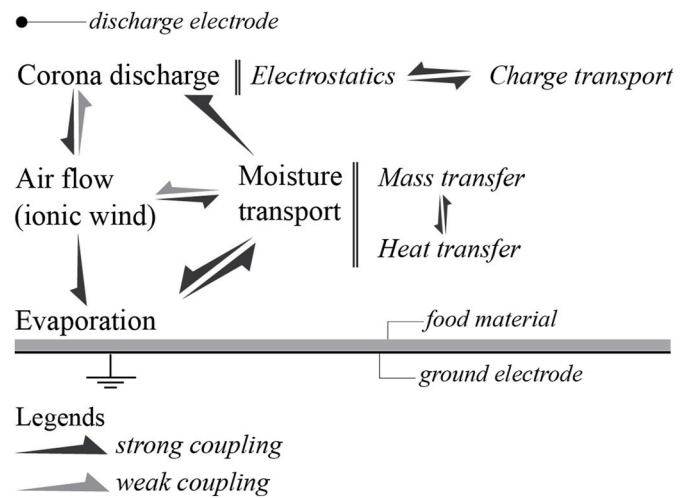 discharge electrode
Corona discharge Electrostatics Charge transport
Air flow
(ionic wind)
Moisture
transport
Mass transfer
Heat transfer
Evaporation
food material
ground electrode
Legends
strong coupling
weak coupling